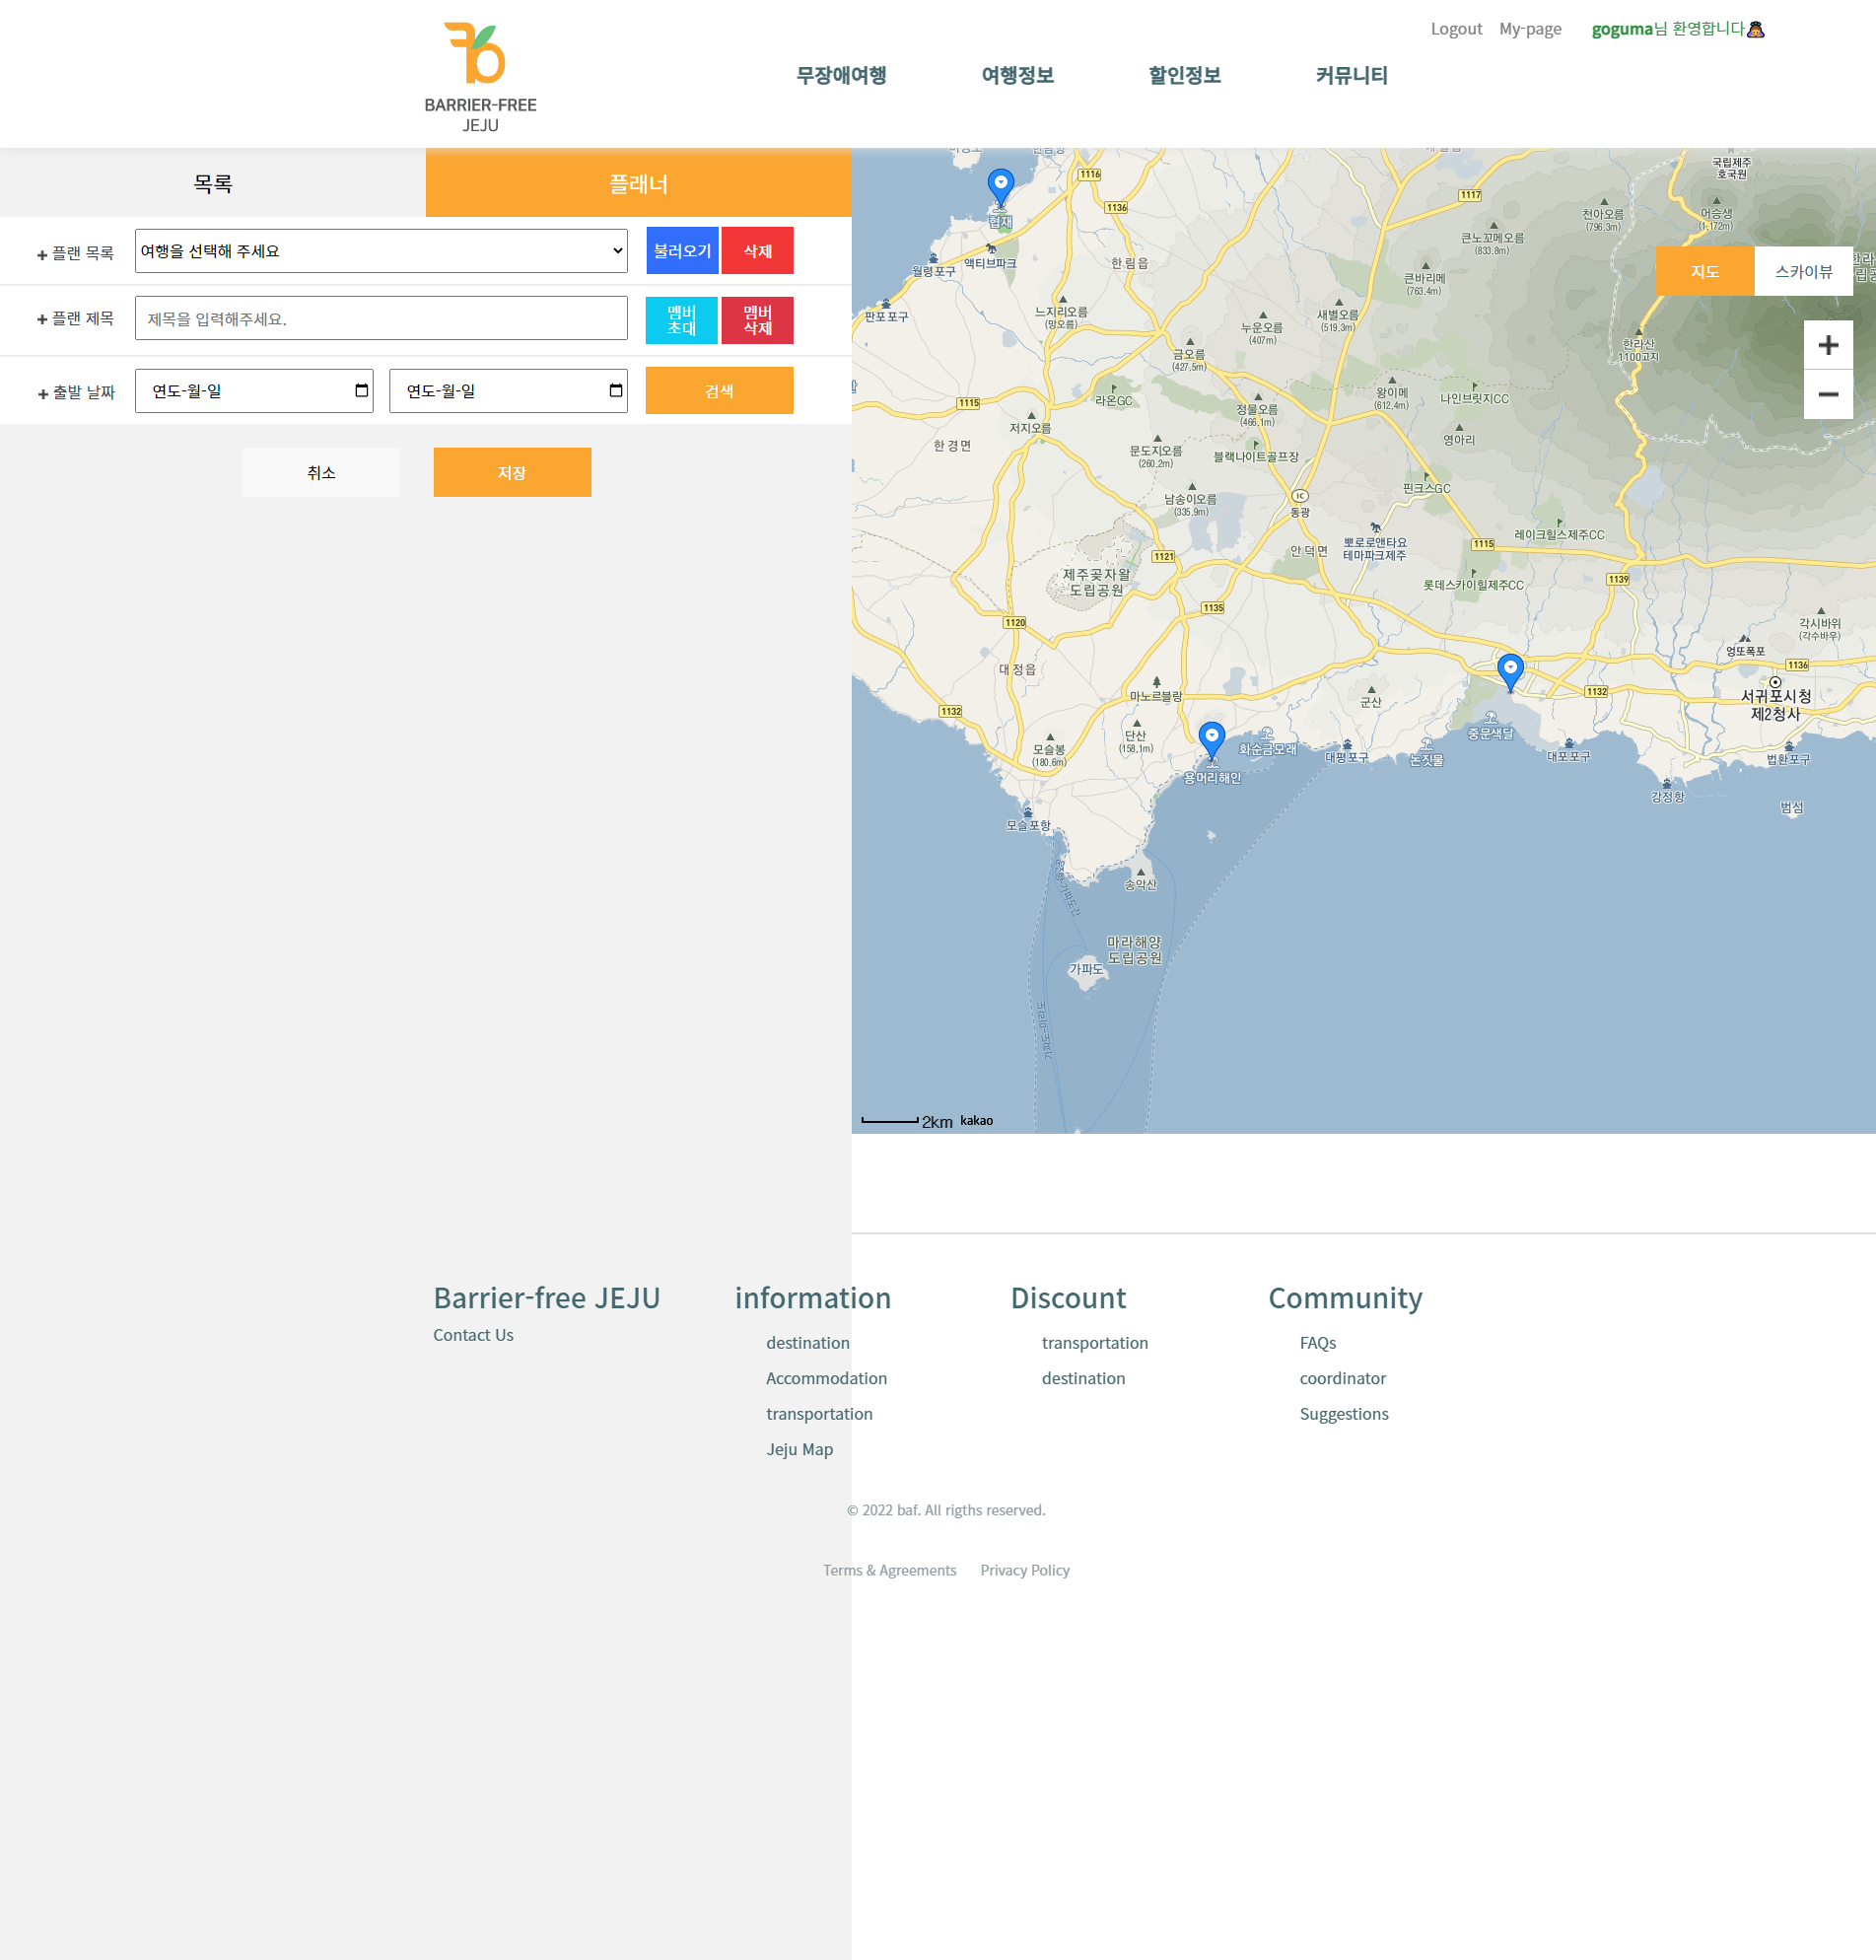 Logout My-page goguma님 환영합니다
무장애여행 여행정보 할인정보 커뮤니티
BARRIER-FREE
JEJU
목록 플래너
플랜 목록 여행을 선택해 주세요 불러오기 삭제
플랜 제목 제목을 입력해주세요. 멤버
초대 멤버
삭제
출발 날짜 연도-월-일 연도-월-일 검색
취소 저장
지도 스카이뷰
국립제주
호국원
1116
1136
1117
협재
천아오름
(796.3m)
어승생
(1,172m)
큰노꼬메오름
(833.8m)
월령포구
액티브파크
한림읍
큰바리메
(763.4m)
판포포구
느지리오름
(망오름)
누운오름
(407m)
새별오름
(519.3m)
한라산
1100고지
금오름
(427.5m)
1115
라온GC
정물오름
(466.1m)
왕이메
(612.4m)
나인브릿지CC
저지오름
한경면
문도지오름
(260.2m)
블랙나이트골프장
영아리
남송이오름
(335.9m)
핀크스GC
IC
동광
뽀로로앤타요
테마파크제주
레이크힐스제주CC
1121
안덕면
1115
제주곶자왈
도립공원
롯데스카이힐제주CC
1139
1135
1120
각시바위
(각수바우)
엉또폭포
1136
대정읍
마노르블랑
군산
1132
서귀포시청
제2청사
1132
모슬봉
(180.6m)
단산
(158.1m)
용머리해안
화순금모래
대평포구
논짓물
중문색달
대포포구
법환포구
강정항
범섬
모슬포항
송악산
마라해양
도립공원
가파도
2km kakao
Barrier-free JEJU
Contact Us
information
destination
Accommodation
transportation
Jeju Map
Discount
transportation
destination
Community
FAQs
coordinator
Suggestions
© 2022 baf. All rigths reserved.
Terms & Agreements Privacy Policy